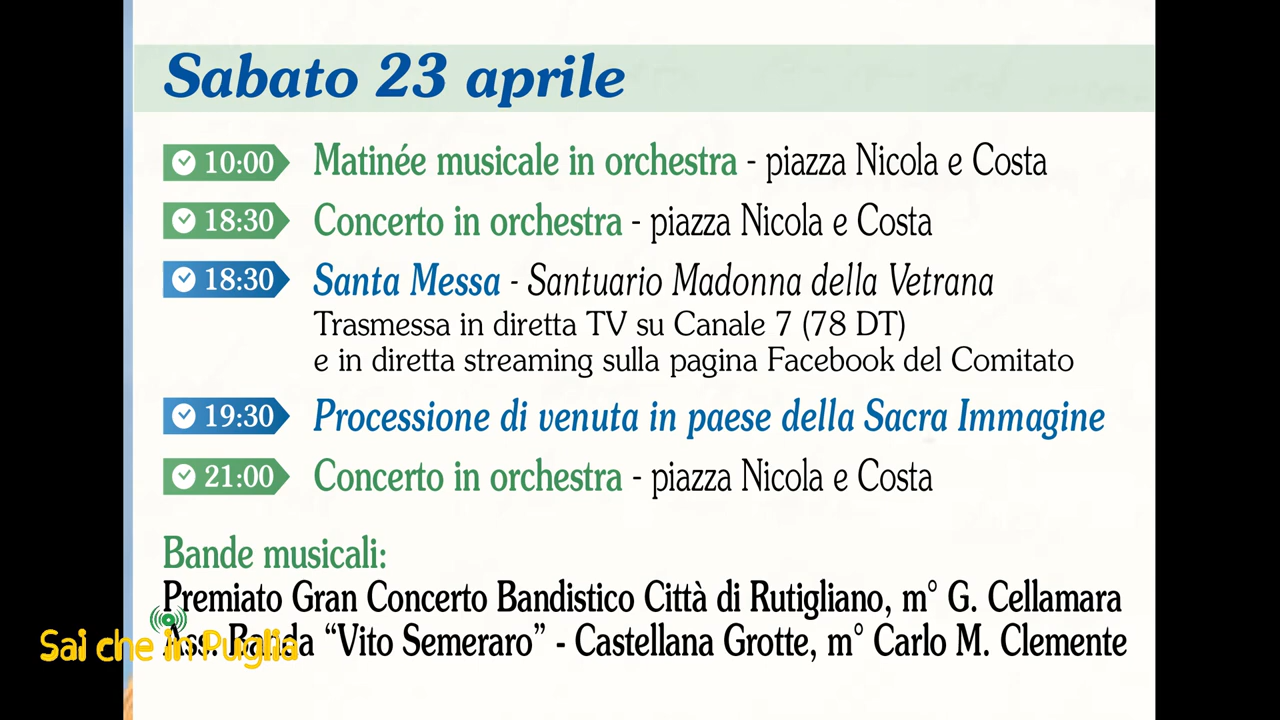 Sabato 23 aprile
10:00 Matinée musicale in orchestra - piazza Nicola e Costa
18:30 Concerto in orchestra - piazza Nicola e Costa
18:30 Santa Messa - Santuario Madonna della Vetrana
Trasmessa in diretta TV su Canale 7 (78 DT)
e in diretta streaming sulla pagina Facebook del Comitato
19:30 Processione di venuta in paese della Sacra Immagine
21:00 Concerto in orchestra - piazza Nicola e Costa
Bande musicali:
Premiato Gran Concerto Bandistico Città di Rutigliano, m° G. Cellamara
Ass. Banda “Vito Semeraro” - Castellana Grotte, m° Carlo M. Clemente
Sai che in Puglia